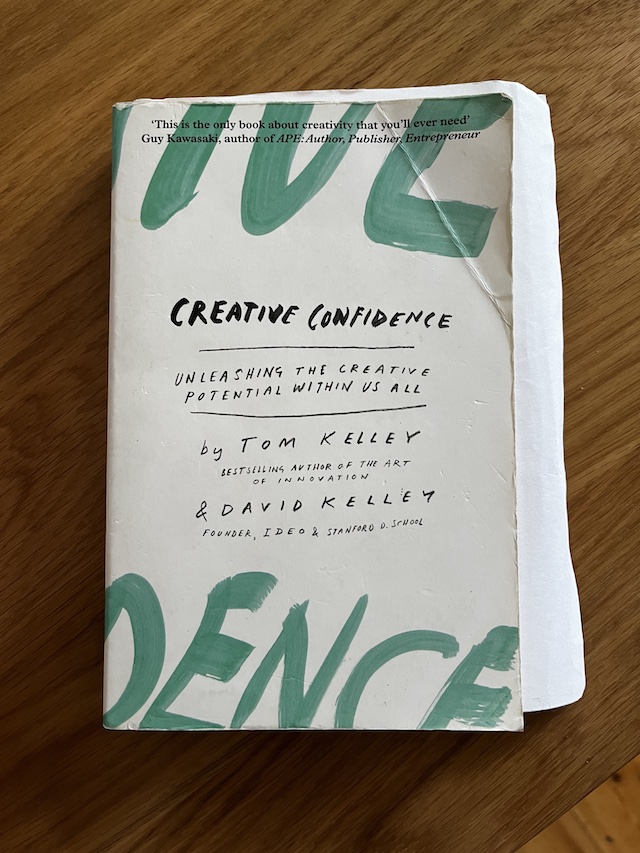 IVE
‘This is the only book about creativity that you’ll ever need’
Guy Kawasaki, author of APE: Author, Publisher, Entrepreneur
CREATIVE CONFIDENCE
UNLEASHING THE CREATIVE
POTENTIAL WITHIN US ALL
by TOM KELLEY
BESTSELLING AUTHOR OF THE ART
OF INNOVATION
& DAVID KELLEY
FOUNDER, IDEO & STANFORD D. SCHOOL
DENCE